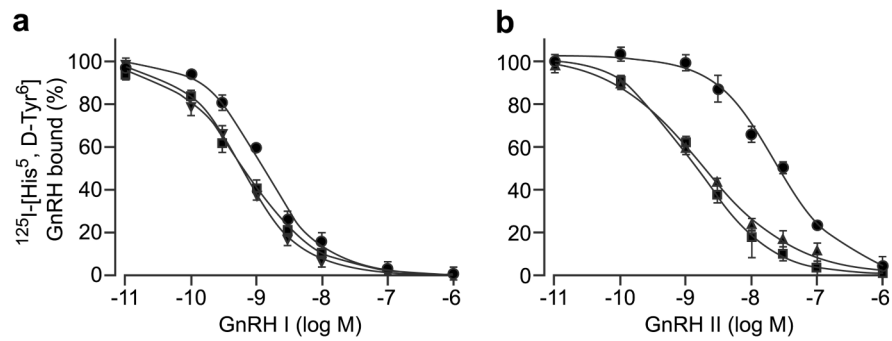 a
b
¹²⁵I-[His⁵, D-Tyr⁶]
GnRH bound (%)
100
80
60
40
20
0
-11 -10 -9 -8 -7 -6
GnRH I (log M)
100
80
60
40
20
0
-11 -10 -9 -8 -7 -6
GnRH II (log M)